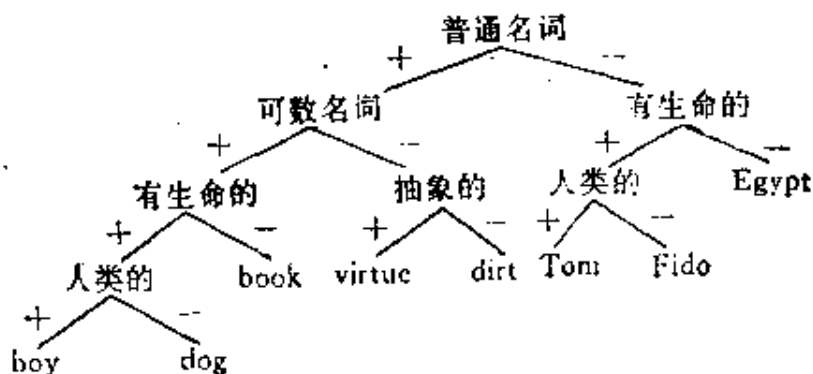 普通名词
+ −
可数名词 有生命的
+ − + −
有生命的 抽象的 人类的 Egypt
+ − + − + −
人类的 book virtue dirt Tom Fido
+ −
boy dog